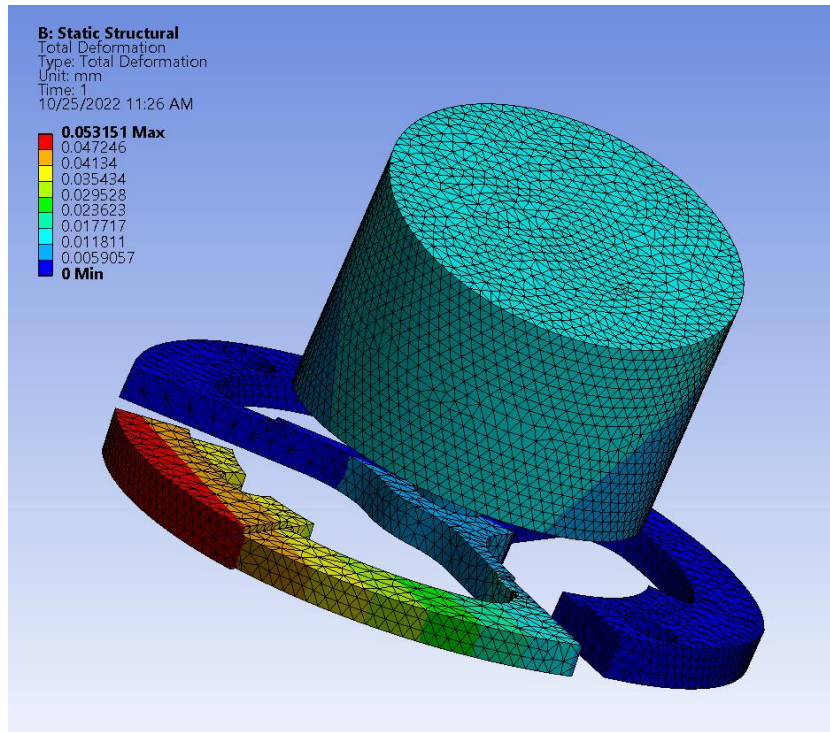 B: Static Structural
Total Deformation
Type: Total Deformation
Unit: mm
Time: 1
10/25/2022 11:26 AM
0.053151 Max
0.047246
0.04134
0.035434
0.029528
0.023623
0.017717
0.011811
0.0059057
0 Min